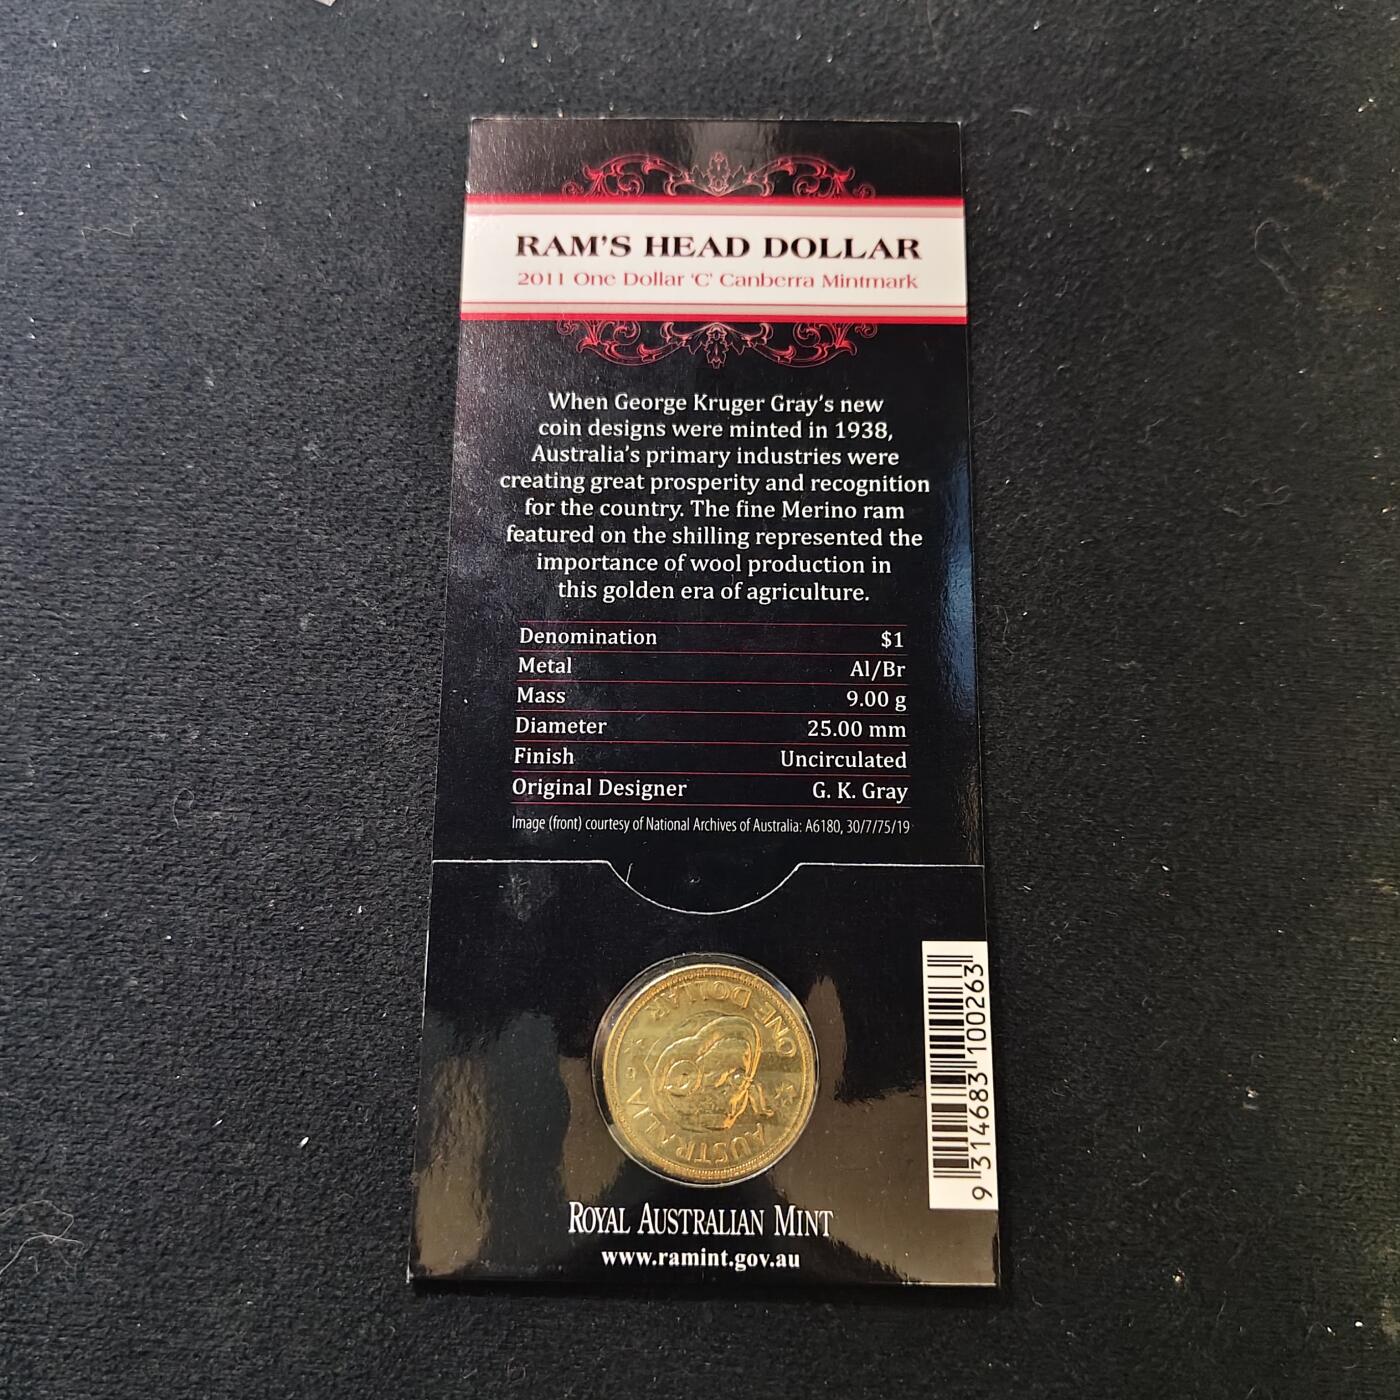 RAM'S HEAD DOLLAR
2011 One Dollar 'C' Canberra Mintmark
When George Kruger Gray's new
coin designs were minted in 1938,
Australia's primary industries were
creating great prosperity and recognition
for the country. The fine Merino ram
featured on the shilling represented the
importance of wool production in
this golden era of agriculture.
Denomination $1
Metal Al/Br
Mass 9.00 g
Diameter 25.00 mm
Finish Uncirculated
Original Designer G. K. Gray
Image (front) courtesy of National Archives of Australia: A6180, 30/7/75/19
ONE DOLLAR
C
AUSTRALIA
9 314683 100263
ROYAL AUSTRALIAN MINT
www.ramint.gov.au